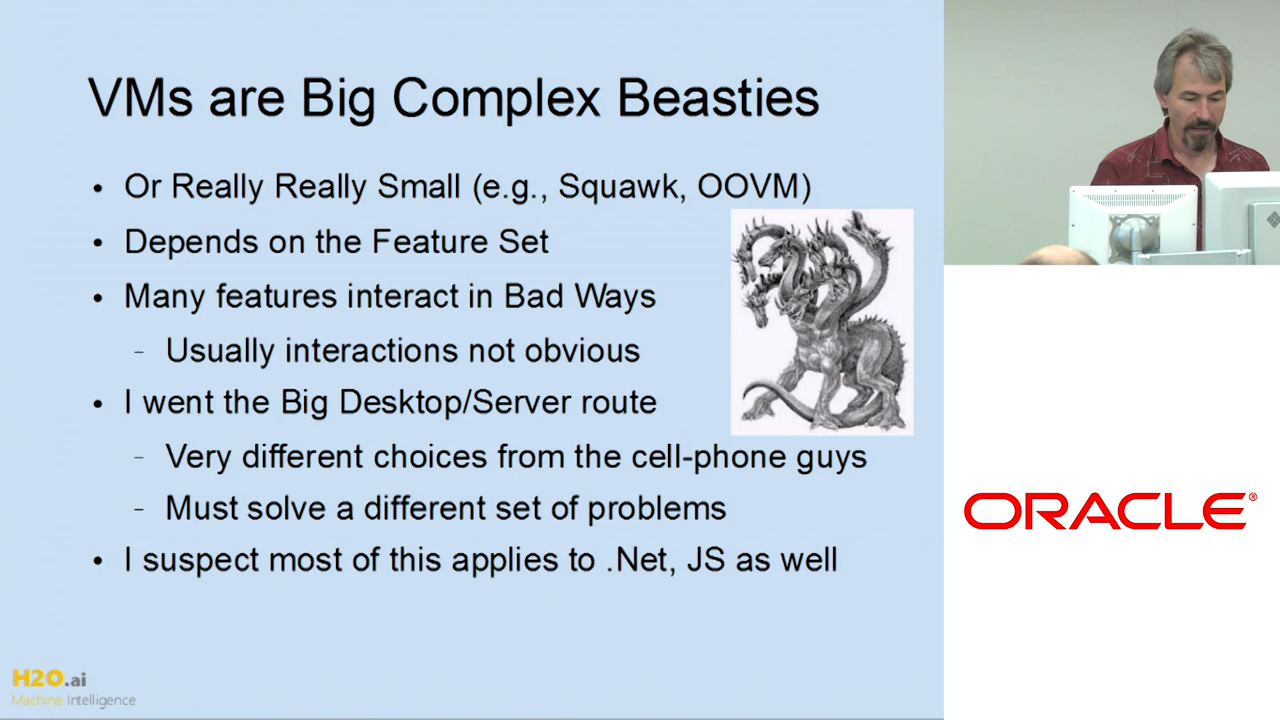 VMs are Big Complex Beasties
• Or Really Really Small (e.g., Squawk, OOVM)
• Depends on the Feature Set
• Many features interact in Bad Ways
– Usually interactions not obvious
• I went the Big Desktop/Server route
– Very different choices from the cell-phone guys
– Must solve a different set of problems
• I suspect most of this applies to .Net, JS as well
H2O.ai
Machine Intelligence
ORACLE®